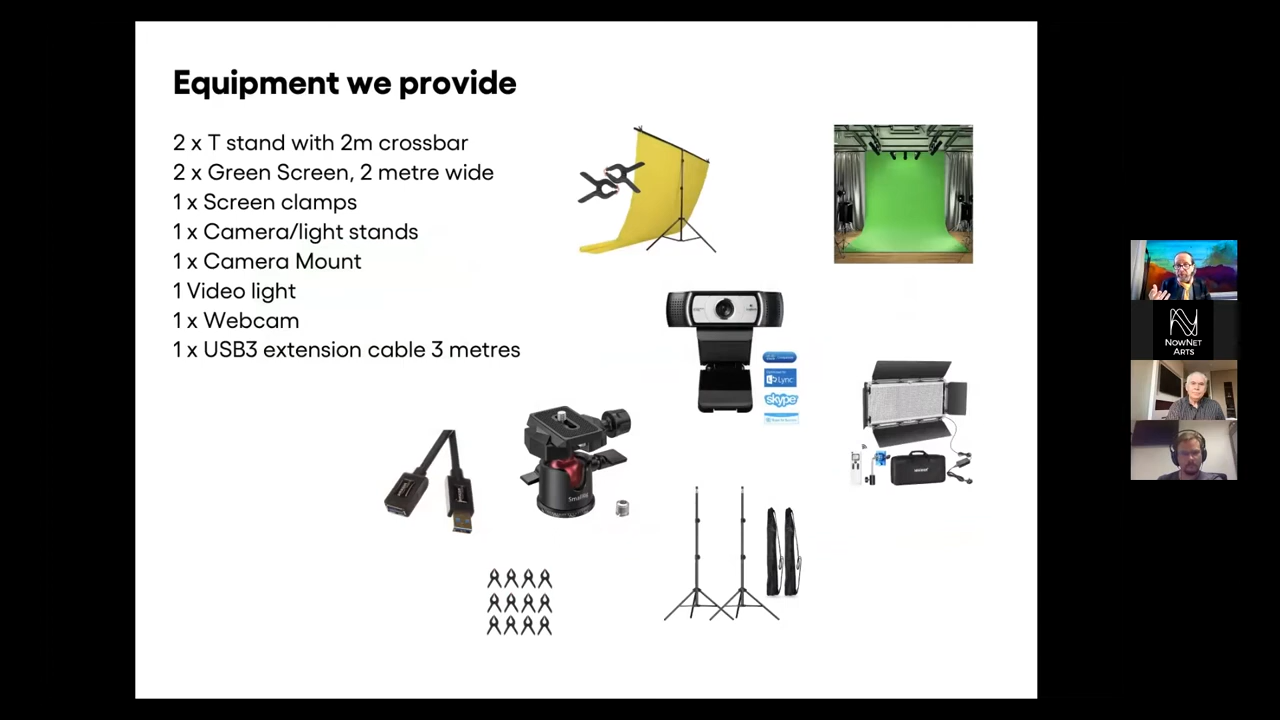 Equipment we provide
2 x T stand with 2m crossbar
2 x Green Screen, 2 metre wide
1 x Screen clamps
1 x Camera/light stands
1 x Camera Mount
1 Video light
1 x Webcam
1 x USB3 extension cable 3 metres
Lync
skype
SmallRig
NOWNET
ARTS